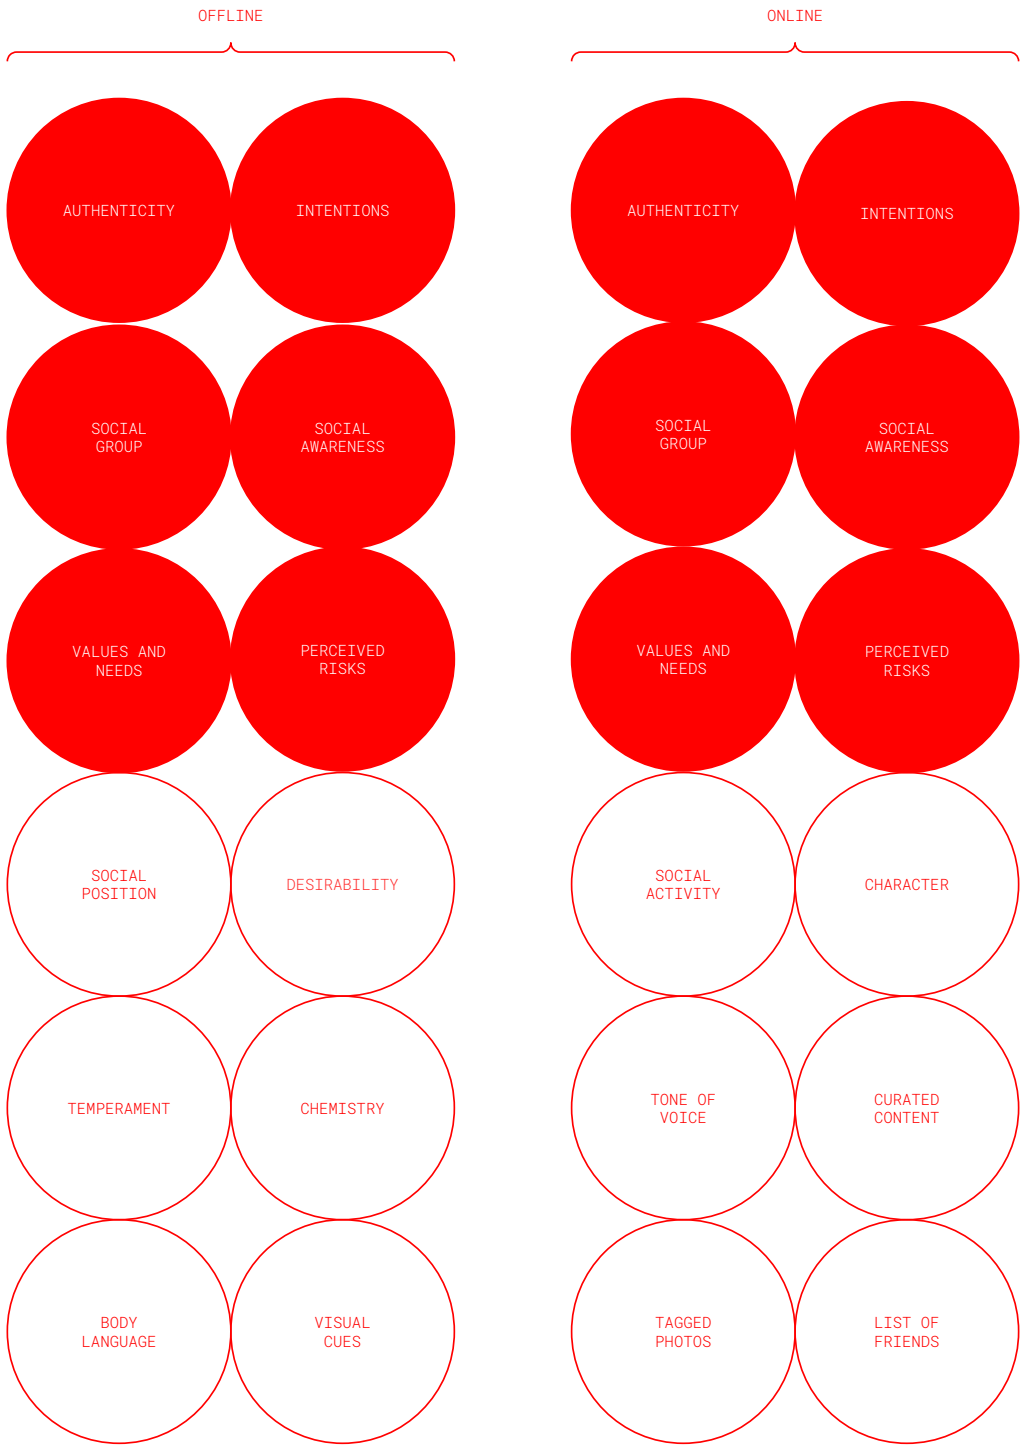 OFFLINE
ONLINE
AUTHENTICITY
INTENTIONS
SOCIAL
GROUP
SOCIAL
AWARENESS
VALUES AND
NEEDS
PERCEIVED
RISKS
SOCIAL
POSITION
DESIRABILITY
TEMPERAMENT
CHEMISTRY
BODY
LANGUAGE
VISUAL
CUES
AUTHENTICITY
INTENTIONS
SOCIAL
GROUP
SOCIAL
AWARENESS
VALUES AND
NEEDS
PERCEIVED
RISKS
SOCIAL
ACTIVITY
CHARACTER
TONE OF
VOICE
CURATED
CONTENT
TAGGED
PHOTOS
LIST OF
FRIENDS